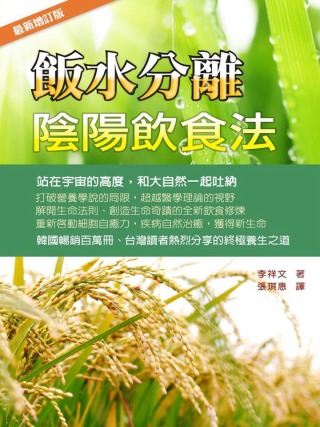 最新增訂版
飯水分離
陰陽飲食法
站在宇宙的高度，和大自然一起吐納
打破營養學說的局限，超越醫學理論的視野
解開生命法則、創造生命奇蹟的全新飲食修煉
重新啓動細胞自癒力，疾病自然治癒，獲得新生命
韓國暢銷百萬冊、台灣讀者熱烈分享的終極養生之道
李祥文 著
張琪惠 譯